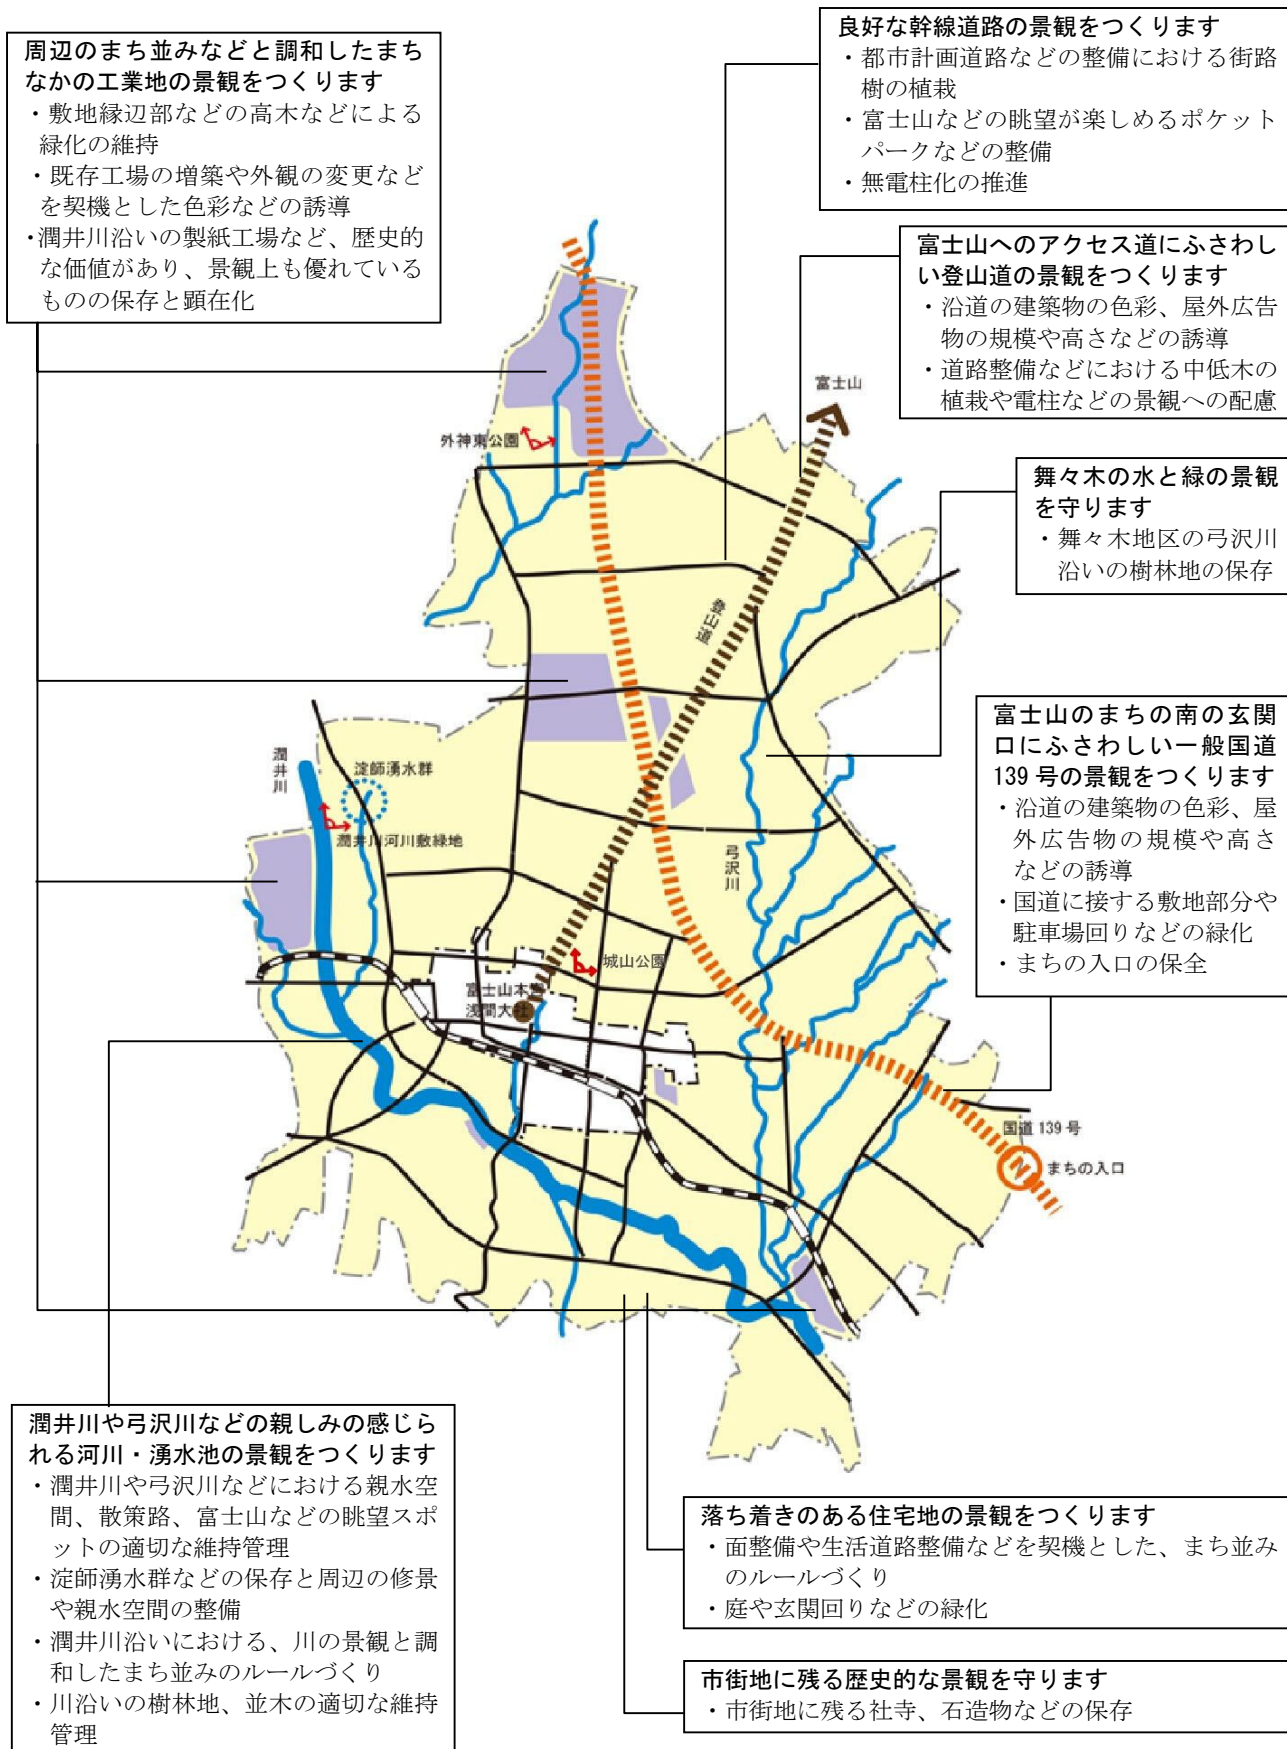 周辺のまち並みなどと調和したまち
なかの工業地の景観をつくります
・敷地縁辺部などの高木などによる
緑化の維持
・既存工場の増築や外観の変更など
を契機とした色彩などの誘導
・潤井川沿いの製紙工場など、歴史的
な価値があり、景観上も優れている
ものの保存と顕在化
良好な幹線道路の景観をつくります
・都市計画道路などの整備における街路
樹の植栽
・富士山などの眺望が楽しめるポケット
パークなどの整備
・無電柱化の推進
富士山へのアクセス道にふさわし
い登山道の景観をつくります
・沿道の建築物の色彩、屋外広告
物の規模や高さなどの誘導
・道路整備などにおける中低木の
植栽や電柱などの景観への配慮
舞々木の水と緑の景観
を守ります
・舞々木地区の弓沢川
沿いの樹林地の保存
富士山のまちの南の玄関
口にふさわしい一般国道
139号の景観をつくります
・沿道の建築物の色彩、屋
外広告物の規模や高さ
などの誘導
・国道に接する敷地部分や
駐車場回りなどの緑化
・まちの入口の保全
富士山
外神東公園
登山道
潤井川
淀師湧水群
潤井川河川敷緑地
弓沢川
城山公園
富士山本宮
浅間大社
国道139号
まちの入口
潤井川や弓沢川などの親しみの感じら
れる河川・湧水池の景観をつくります
・潤井川や弓沢川などにおける親水空
間、散策路、富士山などの眺望スポ
ットの適切な維持管理
・淀師湧水群などの保存と周辺の修景
や親水空間の整備
・潤井川沿いにおける、川の景観と調
和したまち並みのルールづくり
・川沿いの樹林地、並木の適切な維持
管理
落ち着きのある住宅地の景観をつくります
・面整備や生活道路整備などを契機とした、まち並み
のルールづくり
・庭や玄関回りなどの緑化
市街地に残る歴史的な景観を守ります
・市街地に残る社寺、石造物などの保存